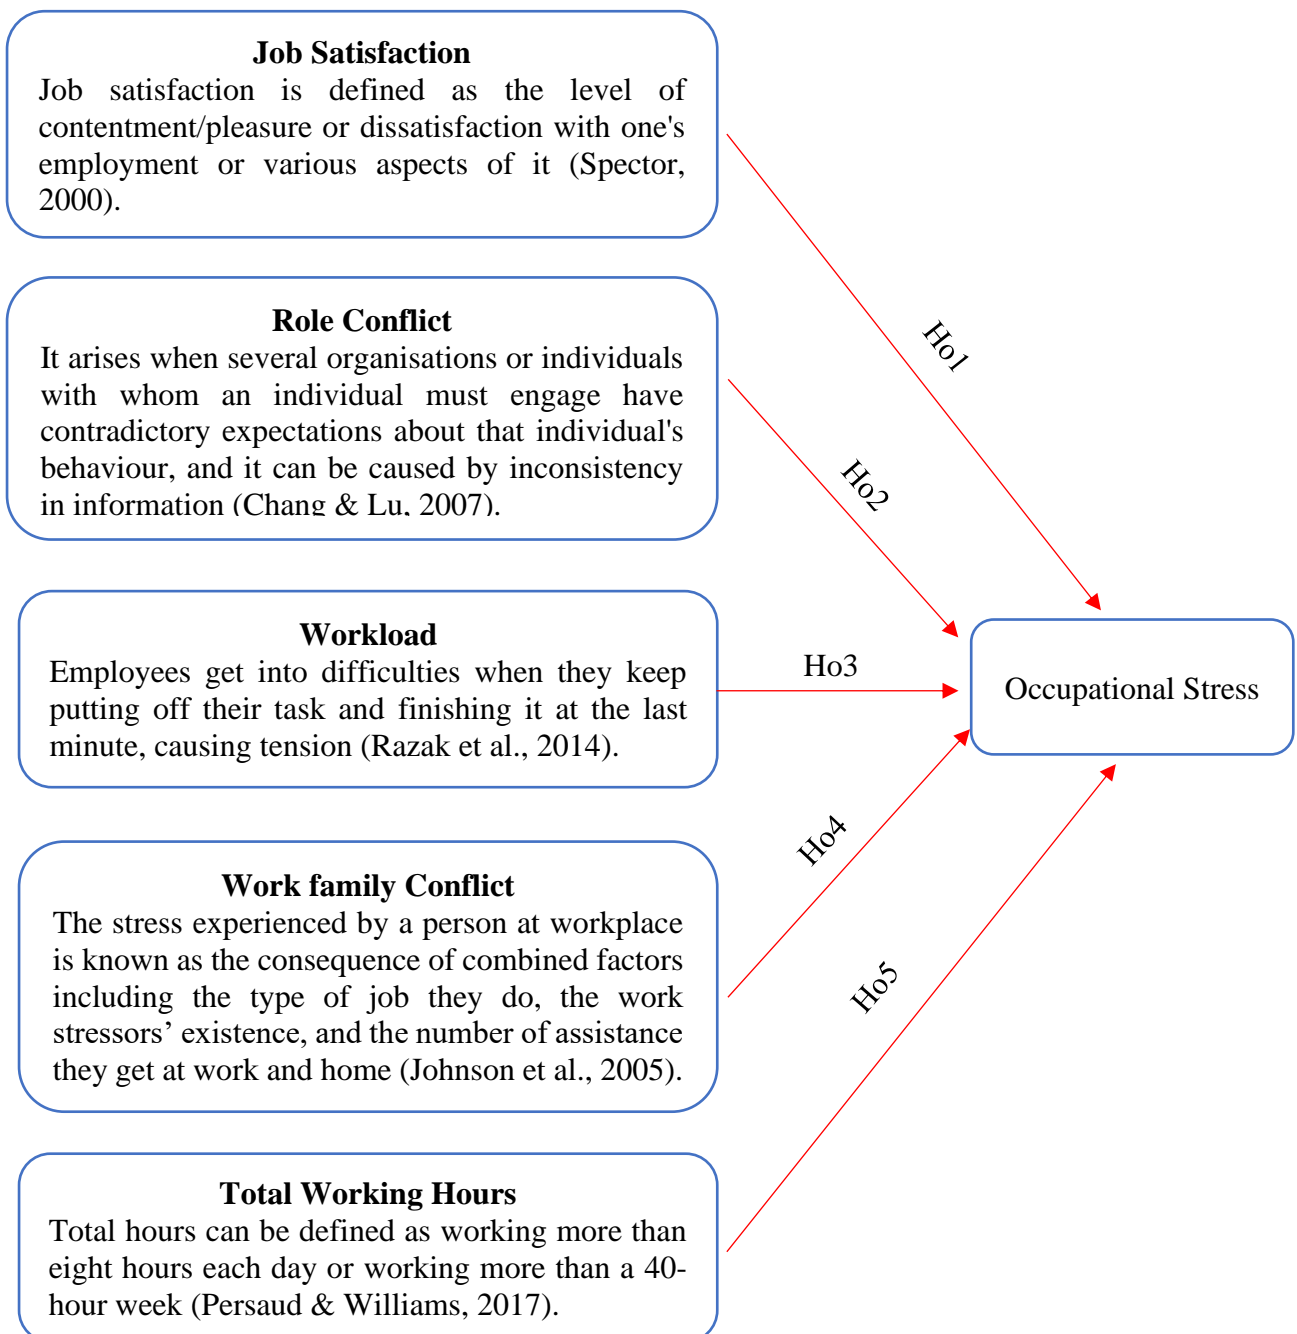 Job Satisfaction
Job satisfaction is defined as the level of
contentment/pleasure or dissatisfaction with one's
employment or various aspects of it (Spector,
2000).
Role Conflict
It arises when several organisations or individuals
with whom an individual must engage have
contradictory expectations about that individual's
behaviour, and it can be caused by inconsistency
in information (Chang & Lu, 2007).
Workload
Employees get into difficulties when they keep
putting off their task and finishing it at the last
minute, causing tension (Razak et al., 2014).
Work family Conflict
The stress experienced by a person at workplace
is known as the consequence of combined factors
including the type of job they do, the work
stressors’ existence, and the number of assistance
they get at work and home (Johnson et al., 2005).
Total Working Hours
Total hours can be defined as working more than
eight hours each day or working more than a 40-
hour week (Persaud & Williams, 2017).
Ho1
Ho2
Ho3
Ho4
Ho5
Occupational Stress